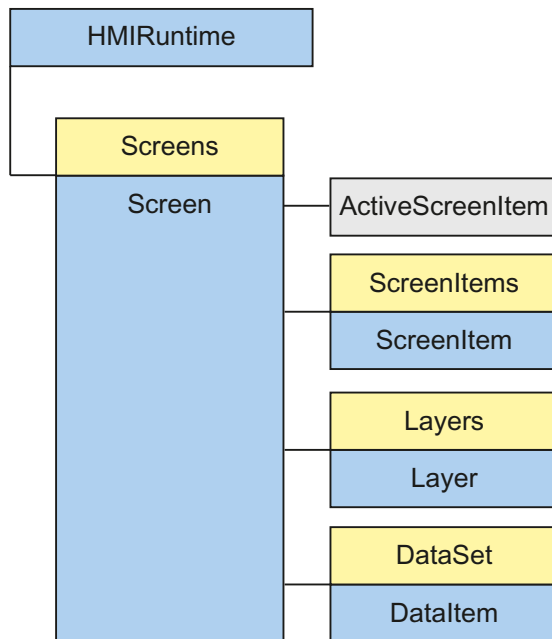 HMIRuntime
Screens
Screen
ActiveScreenItem
ScreenItems
ScreenItem
Layers
Layer
DataSet
DataItem